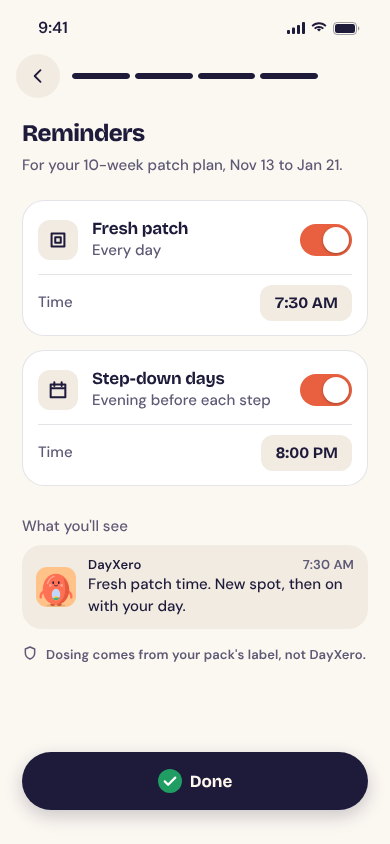 9:41
Reminders
For your 10-week patch plan, Nov 13 to Jan 21.
Fresh patch
Every day
Time
7:30 AM
Step-down days
Evening before each step
Time
8:00 PM
What you'll see
DayXero
7:30 AM
Fresh patch time. New spot, then on
with your day.
Dosing comes from your pack's label, not DayXero.
Done